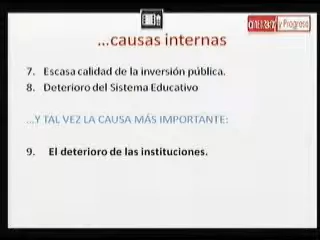 ...causas internas
y Progreso
7. Escasa calidad de la inversión pública.
8. Deterioro del Sistema Educativo
...Y TAL VEZ LA CAUSA MÁS IMPORTANTE:
9. El deterioro de las instituciones.